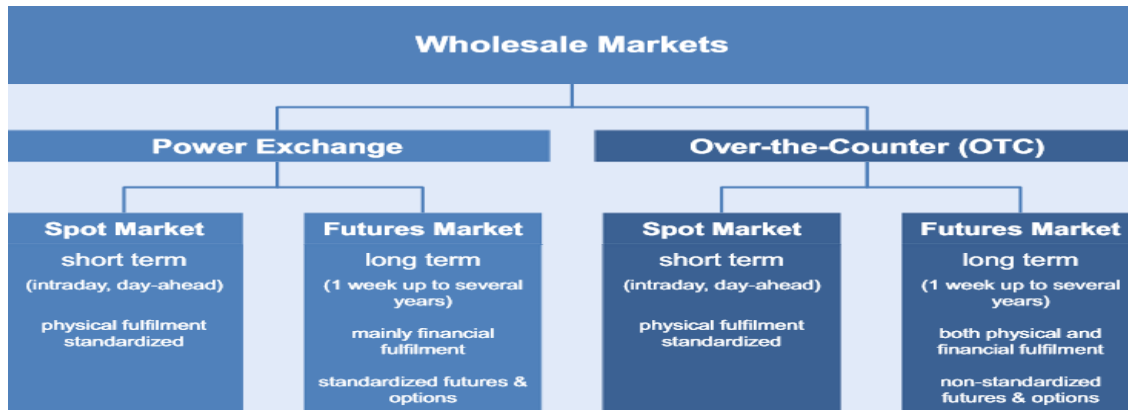 Wholesale Markets
Power Exchange
Over-the-Counter (OTC)
Spot Market
short term
(intraday, day-ahead)
physical fulfilment
standardized
Futures Market
long term
(1 week up to several
years)
mainly financial
fulfilment
standardized futures &
options
Spot Market
short term
(intraday, day-ahead)
physical fulfilment
standardized
Futures Market
long term
(1 week up to several
years)
both physical and
financial fulfilment
non-standardized
futures & options